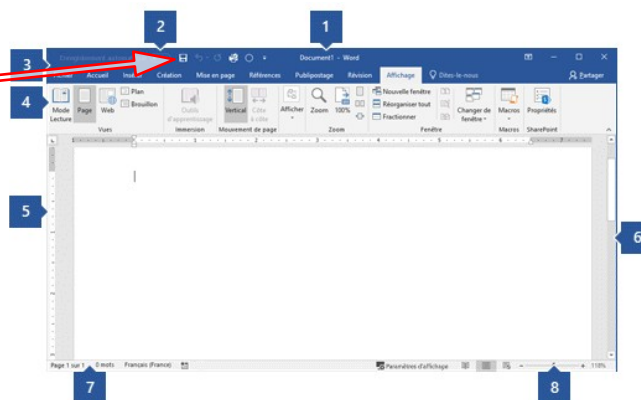 2
1
Enregistrement automatique
Document1 - Word
3
Fichier Accueil Création Mise en page Références Publipostage Révision Affichage Dites-le-nous Partager
4
Mode Lecture Page Web Plan Brouillon Outils d'apprentissage Vertical Côte à côte Afficher Zoom 100% Nouvelle fenêtre Réorganiser tout Fractionner Changer de fenêtre Macros Propriétés
Vues Immersion Mouvement de page Zoom Fenêtre Macros SharePoint
5
6
Page 1 sur 1 0 mots Français (France) Paramètres d'affichage 118%
7
8